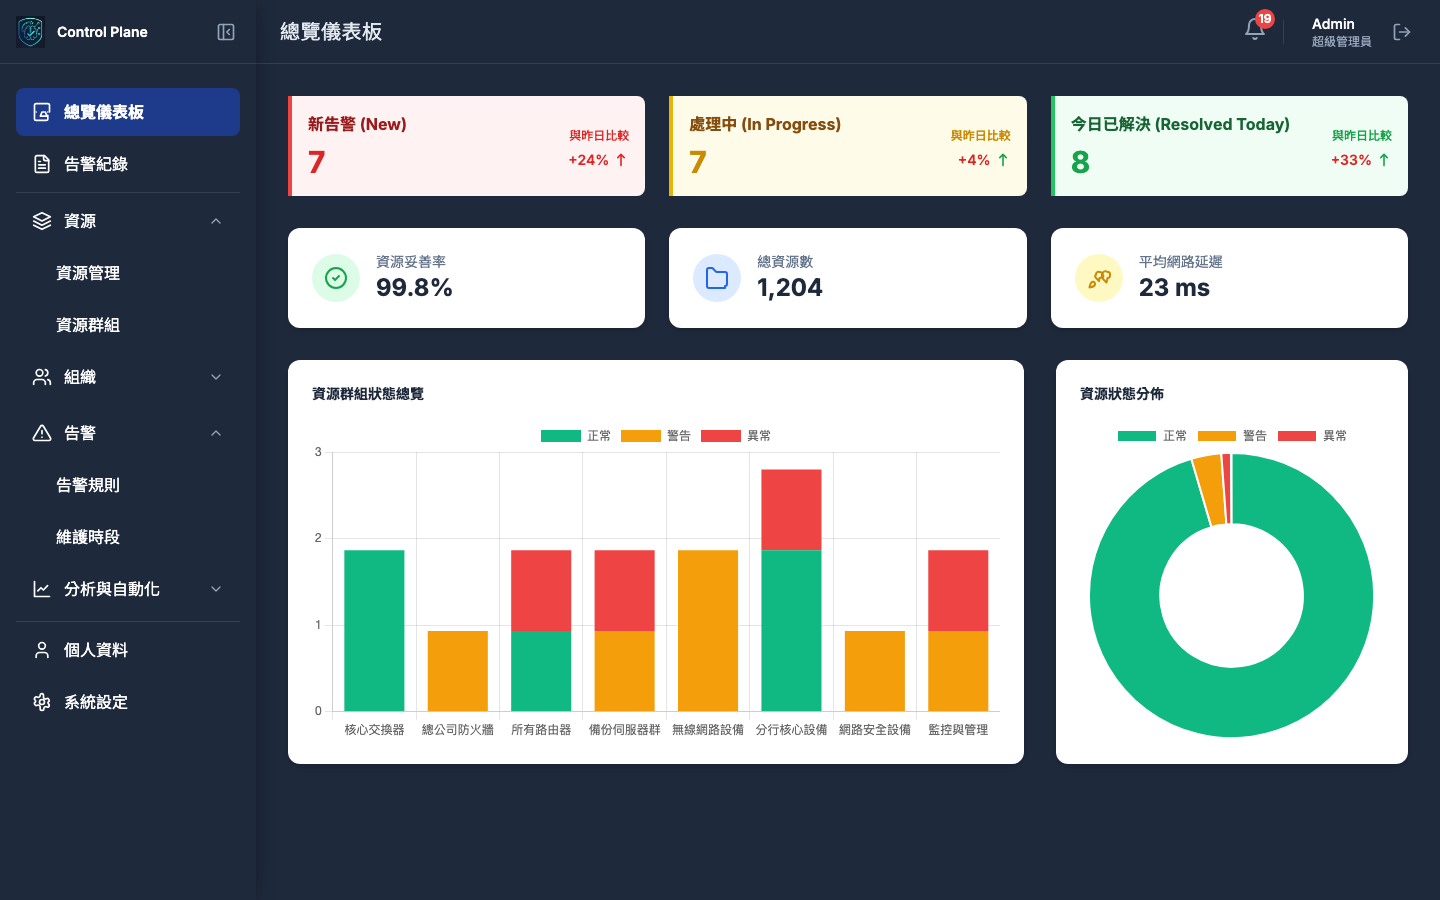 Control Plane
總覽儀表板
19
Admin
超級管理員
總覽儀表板
告警紀錄
資源
資源管理
資源群組
組織
告警
告警規則
維護時段
分析與自動化
個人資料
系統設定
新告警 (New)
7
與昨日比較
+24% ↑
處理中 (In Progress)
7
與昨日比較
+4% ↑
今日已解決 (Resolved Today)
8
與昨日比較
+33% ↑
資源妥善率
99.8%
總資源數
1,204
平均網路延遲
23 ms
資源群組狀態總覽
正常 警告 異常
3
2
1
0
核心交換器 總公司防火牆 所有路由器 備份伺服器群 無線網路設備 分行核心設備 網路安全設備 監控與管理
資源狀態分佈
正常 警告 異常